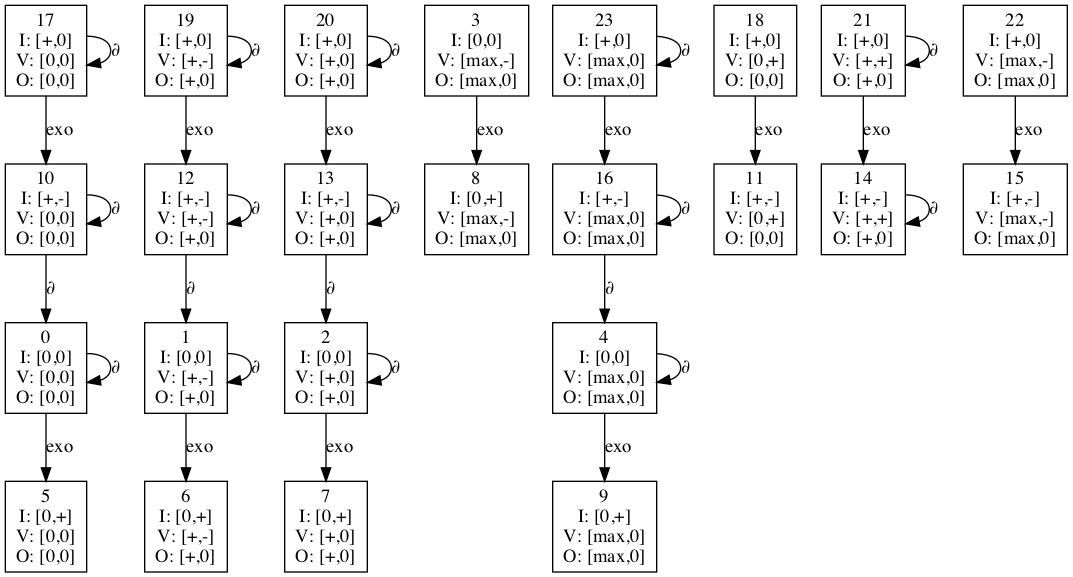 17
I: [+,0]
V: [0,0]
O: [0,0]
∂
19
I: [+,0]
V: [+,-]
O: [+,0]
∂
20
I: [+,0]
V: [+,0]
O: [+,0]
∂
3
I: [0,0]
V: [max,-]
O: [max,0]
23
I: [+,0]
V: [max,0]
O: [max,0]
∂
18
I: [+,0]
V: [0,+]
O: [0,0]
21
I: [+,0]
V: [+,+]
O: [+,0]
∂
22
I: [+,0]
V: [max,-]
O: [max,0]
exo
exo
exo
exo
exo
exo
exo
exo
10
I: [+,-]
V: [0,0]
O: [0,0]
∂
12
I: [+,-]
V: [+,-]
O: [+,0]
∂
13
I: [+,-]
V: [+,0]
O: [+,0]
∂
8
I: [0,+]
V: [max,-]
O: [max,0]
16
I: [+,-]
V: [max,0]
O: [max,0]
∂
11
I: [+,-]
V: [0,+]
O: [0,0]
14
I: [+,-]
V: [+,+]
O: [+,0]
∂
15
I: [+,-]
V: [max,-]
O: [max,0]
∂
∂
∂
∂
0
I: [0,0]
V: [0,0]
O: [0,0]
∂
1
I: [0,0]
V: [+,-]
O: [+,0]
∂
2
I: [0,0]
V: [+,0]
O: [+,0]
∂
4
I: [0,0]
V: [max,0]
O: [max,0]
∂
exo
exo
exo
exo
5
I: [0,+]
V: [0,0]
O: [0,0]
6
I: [0,+]
V: [+,-]
O: [+,0]
7
I: [0,+]
V: [+,0]
O: [+,0]
9
I: [0,+]
V: [max,0]
O: [max,0]